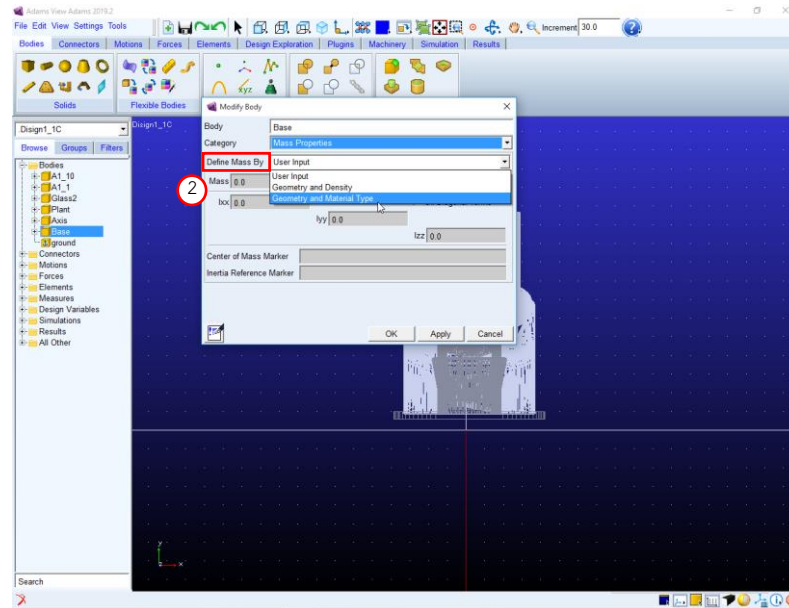 Adams View Adams 2019.2
File Edit View Settings Tools
Increment 30.0
Bodies Connectors Motions Forces Elements Design Exploration Plugins Machinery Simulation Results
xyz
Solids
Flexible Bodies
.Disign1_1C
Browse Groups Filters
Bodies
A1_10
A1_1
Glass2
Plant
Axis
Base
ground
Connectors
Motions
Forces
Elements
Measures
Design Variables
Simulations
Results
All Other
Search
Disign1_1C
Modify Body
Body Base
Category Mass Properties
Define Mass By User Input
User Input
Geometry and Density
Geometry and Material Type
2
Mass 0.0
Ixx 0.0
Iyy 0.0
Izz 0.0
Center of Mass Marker
Inertia Reference Marker
OK Apply Cancel
y
z x